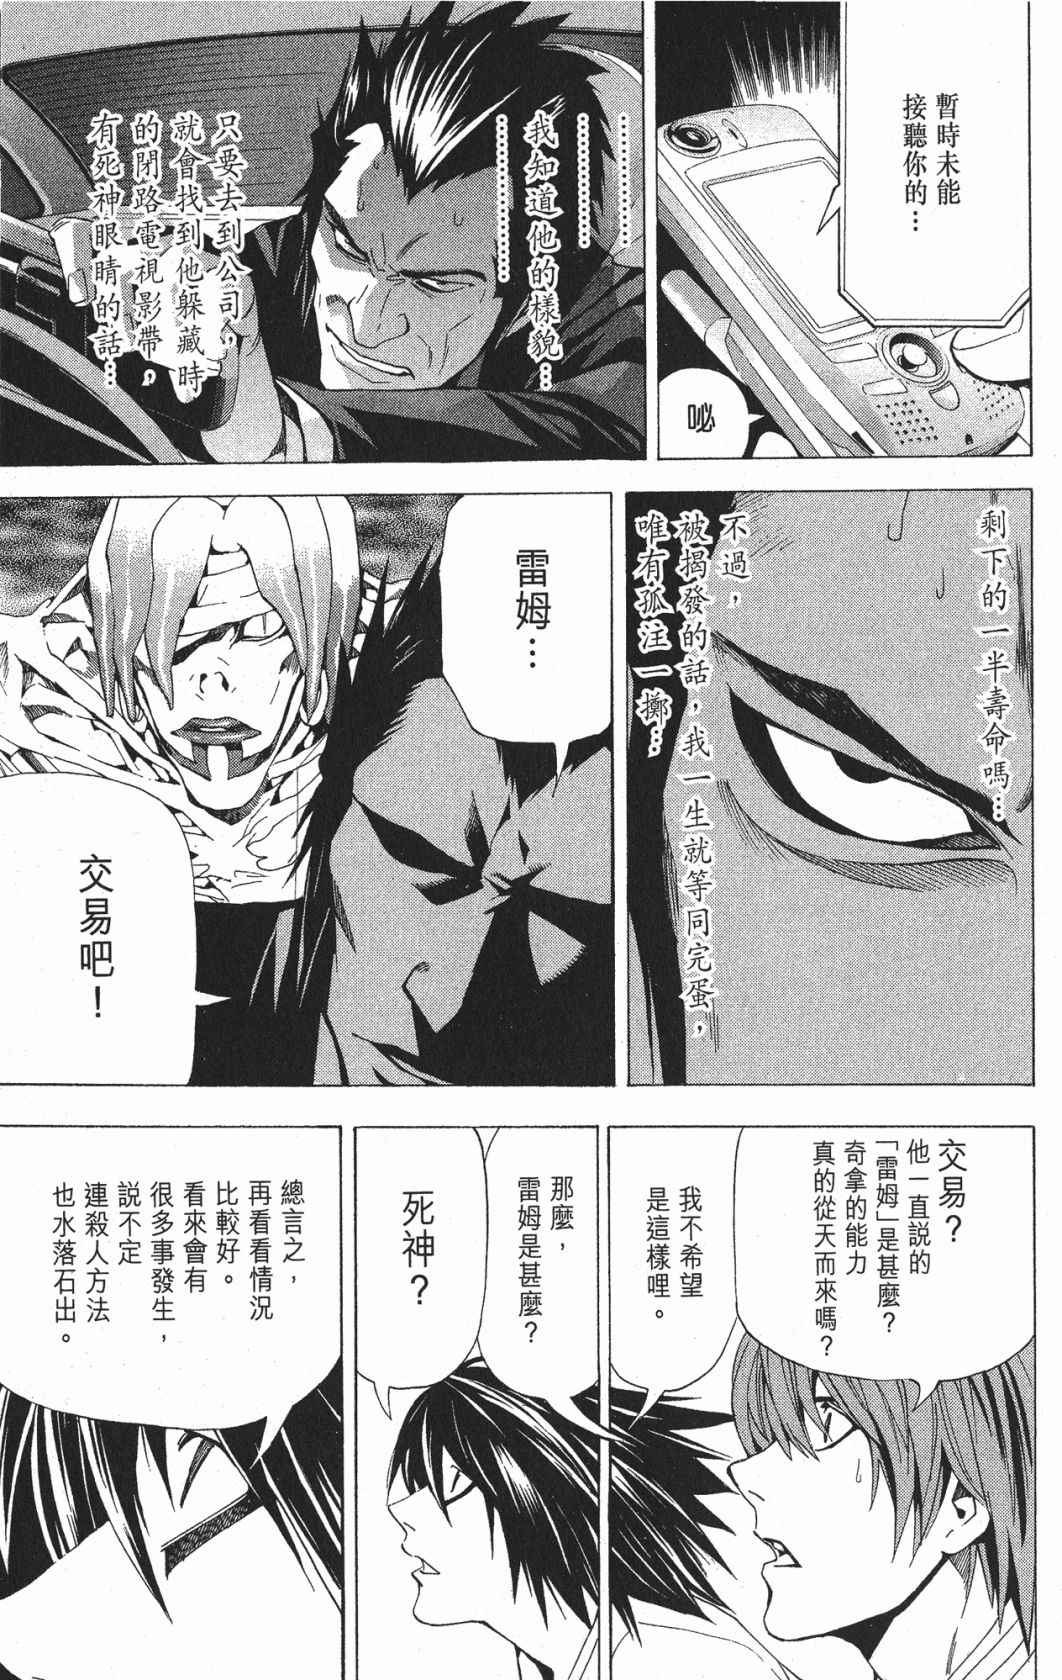 暫時未能
接聽你的…
咇
………………
………………
………………
我知道他的樣貌…
只要去到公司，
就會找到他躲藏時
的閉路電視影帶，
有死神眼睛的話…
剩下的一半壽命嗎…
不過，
被揭發的話，我一生就等同完蛋，
唯有孤注一擲…
雷姆…
交易吧！
交易？
他一直説的
「雷姆」是甚麼？
奇拿的能力
真的從天而來嗎？
我不希望
是這樣哩。
那麼，
雷姆是甚麼？
死神？
總言之，
再看看情況
比較好。
看來會有
很多事發生，
説不定
連殺人方法
也水落石出。